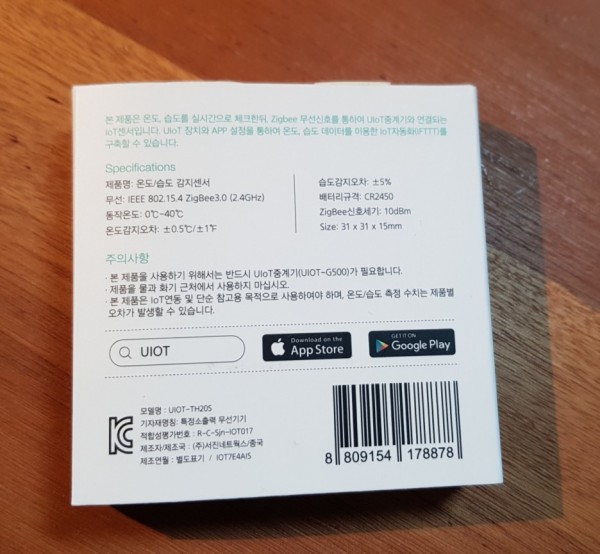 본 제품은 온도, 습도를 실시간으로 체크한뒤, Zigbee 무선신호를 통하여 UIoT중계기와 연결되는
IoT센서입니다. UIoT 장치와 APP 설정을 통하여 온도, 습도 데이터를 이용한 IoT자동화(IFTTT)를
구축할 수 있습니다.
Specifications
제품명: 온도/습도 감지센서
무선: IEEE 802.15.4 ZigBee3.0 (2.4GHz)
동작온도: 0℃~40℃
온도감지오차: ±0.5℃/±1℉
습도감지오차: ±5%
배터리규격: CR2450
ZigBee신호세기: 10dBm
Size: 31 x 31 x 15mm
주의사항
· 본 제품을 사용하기 위해서는 반드시 UIoT중계기(UIOT-G500)가 필요합니다.
· 제품을 물과 화기 근처에서 사용하지 마십시오.
· 본 제품은 IoT연동 및 단순 참고용 목적으로 사용하여야 하며, 온도/습도 측정 수치는 제품별
오차가 발생할 수 있습니다.
UIOT
Download on the
App Store
GET IT ON
Google Play
모델명 : UIOT-TH20S
기자재명칭: 특정소출력 무선기기
적합성평가번호 : R-C-Sjn-IOT017
제조자/제조국 : (주)서진네트웍스/중국
제조연월 : 별도표기 / IOT7E4AIS
8 809154 178878